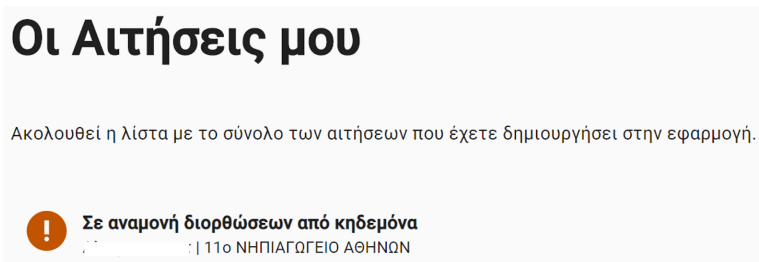 Οι Αιτήσεις μου
Ακολουθεί η λίστα με το σύνολο των αιτήσεων που έχετε δημιουργήσει στην εφαρμογή.
Σε αναμονή διορθώσεων από κηδεμόνα
| 11ο ΝΗΠΙΑΓΩΓΕΙΟ ΑΘΗΝΩΝ